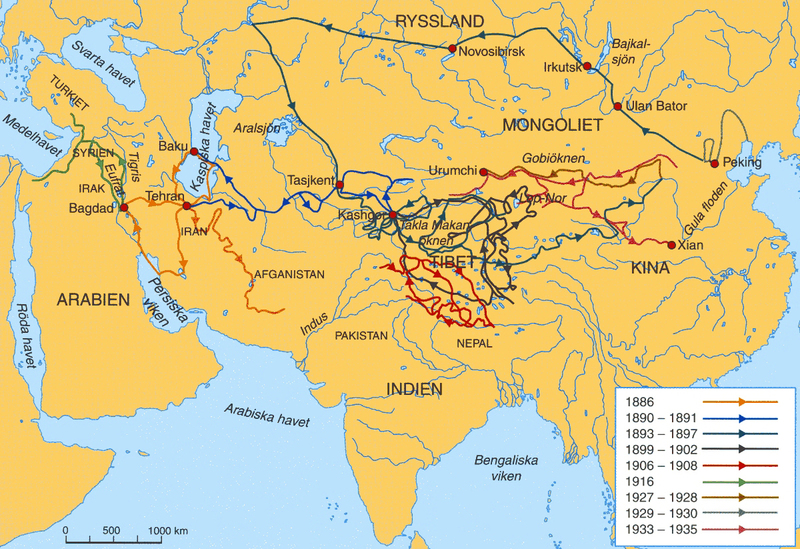 RYSSLAND
Novosibirsk
Irkutsk
Bajkal-
sjön
Svarta havet
Ulan Bator
TURKIET
Aralsjön
MONGOLIET
Medelhavet
Kaspiska havet
Baku
SYRIEN
Eufrat
Tigris
Peking
Urumchi
Gobiöknen
Tasjkent
IRAK
Teheran
Lop-Nor
Bagdad
Kashgar
Takla Makan
öknen
Gula floden
IRAN
Xian
TIBET
KINA
AFGANISTAN
ARABIEN
Persiska
viken
Röda havet
Indus
PAKISTAN
NEPAL
INDIEN
Arabiska havet
Bengaliska
viken
1886
1890 – 1891
1893 – 1897
1899 – 1902
1906 – 1908
1916
1927 – 1928
1929 – 1930
1933 – 1935
0 500 1000 km